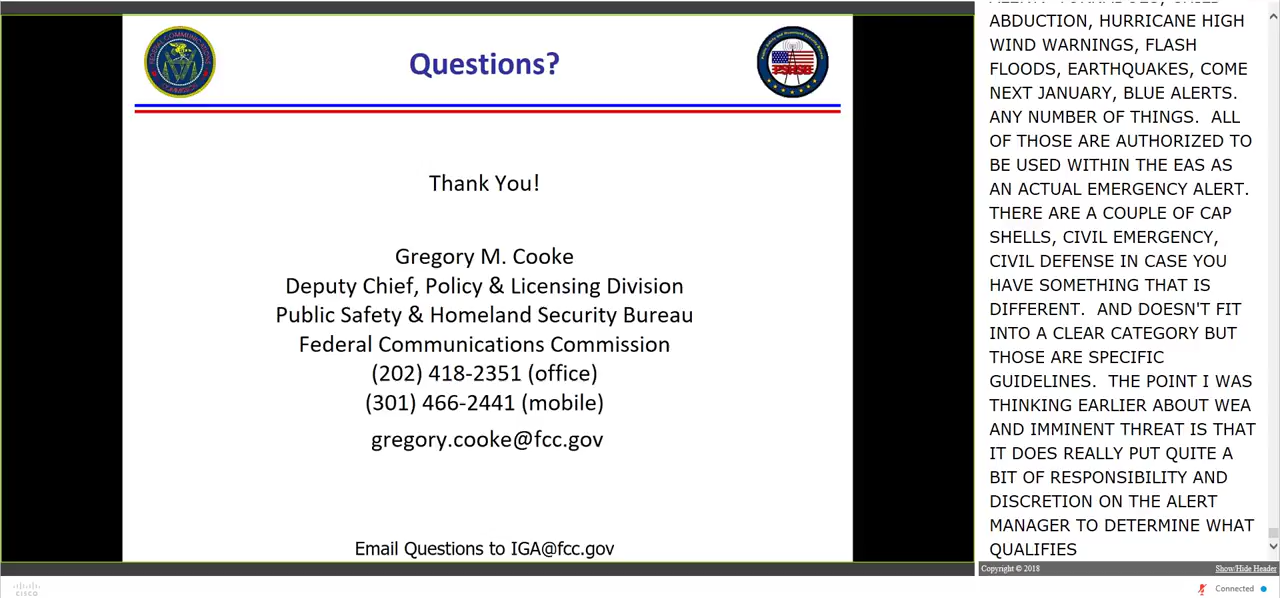 Questions?
Thank You!
Gregory M. Cooke
Deputy Chief, Policy & Licensing Division
Public Safety & Homeland Security Bureau
Federal Communications Commission
(202) 418-2351 (office)
(301) 466-2441 (mobile)
gregory.cooke@fcc.gov
Email Questions to IGA@fcc.gov
ABDUCTION, HURRICANE HIGH
WIND WARNINGS, FLASH
FLOODS, EARTHQUAKES, COME
NEXT JANUARY, BLUE ALERTS.
ANY NUMBER OF THINGS. ALL
OF THOSE ARE AUTHORIZED TO
BE USED WITHIN THE EAS AS
AN ACTUAL EMERGENCY ALERT.
THERE ARE A COUPLE OF CAP
SHELLS, CIVIL EMERGENCY,
CIVIL DEFENSE IN CASE YOU
HAVE SOMETHING THAT IS
DIFFERENT. AND DOESN'T FIT
INTO A CLEAR CATEGORY BUT
THOSE ARE SPECIFIC
GUIDELINES. THE POINT I WAS
THINKING EARLIER ABOUT WEA
AND IMMINENT THREAT IS THAT
IT DOES REALLY PUT QUITE A
BIT OF RESPONSIBILITY AND
DISCRETION ON THE ALERT
MANAGER TO DETERMINE WHAT
QUALIFIES
Copyright © 2018 Show/Hide Header
CISCO
Connected